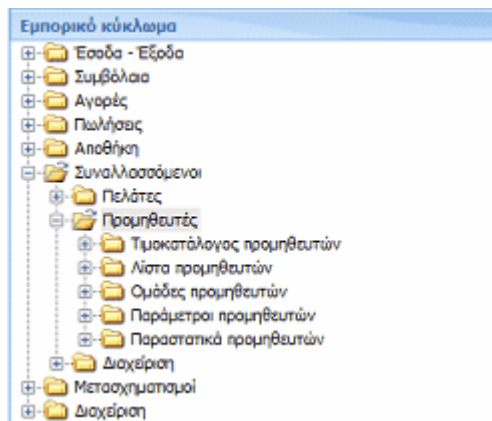 Εμπορικό κύκλωμα
Έσοδα - Έξοδα
Συμβόλαια
Αγορές
Πωλήσεις
Αποθήκη
Συναλλασσόμενοι
Πελάτες
Προμηθευτές
Τιμοκατάλογος προμηθευτών
Λίστα προμηθευτών
Ομάδες προμηθευτών
Παράμετροι προμηθευτών
Παραστατικά προμηθευτών
Διαχείριση
Μετασχηματισμοί
Διαχείριση